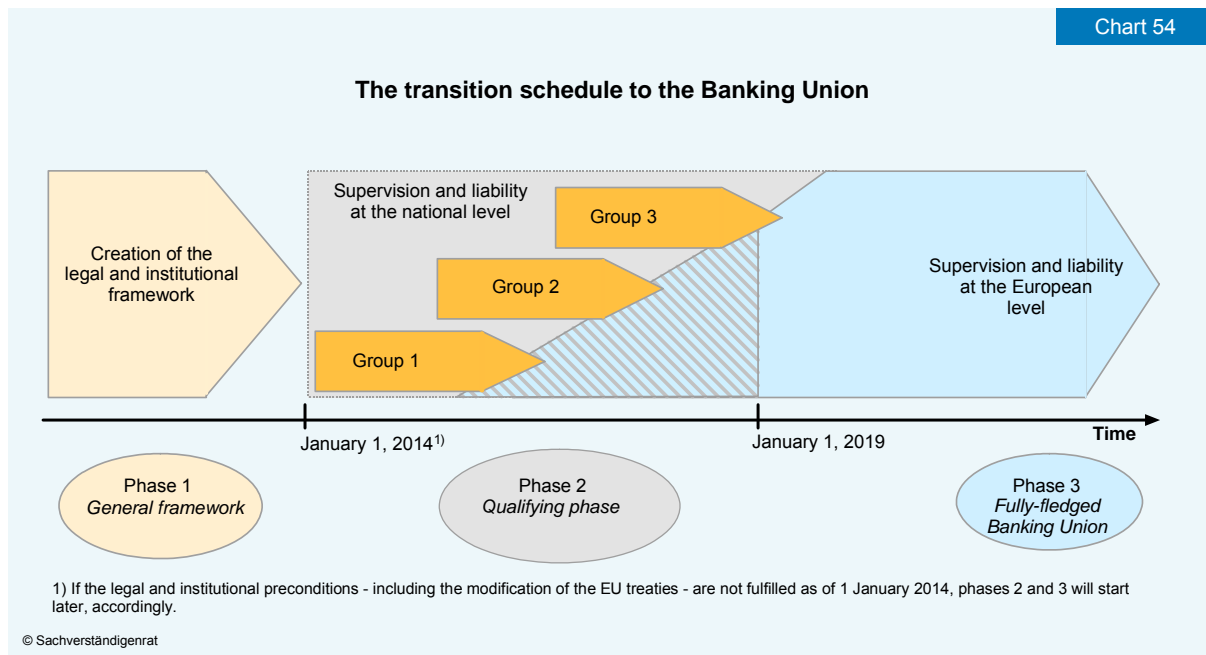 Chart 54
The transition schedule to the Banking Union
Creation of the
legal and institutional
framework
Supervision and liability
at the national level
Group 3
Group 2
Group 1
Supervision and liability
at the European
level
January 1, 2014¹⁾
January 1, 2019
Time
Phase 1
General framework
Phase 2
Qualifying phase
Phase 3
Fully-fledged
Banking Union
1) If the legal and institutional preconditions - including the modification of the EU treaties - are not fulfilled as of 1 January 2014, phases 2 and 3 will start
later, accordingly.
© Sachverständigenrat